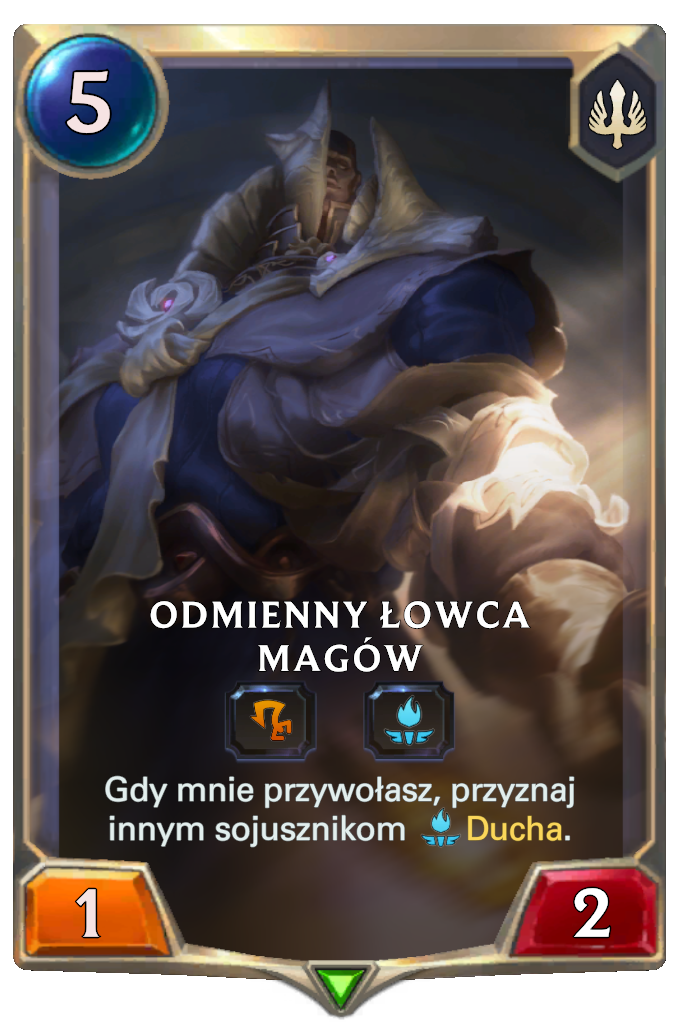 5
ODMIENNY ŁOWCA
MAGÓW
Gdy mnie przywołasz, przyznaj
innym sojusznikom Ducha.
1
2